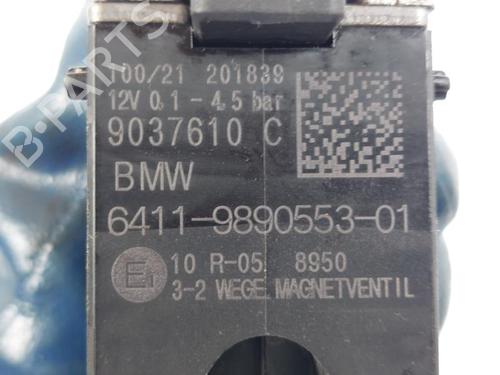 100/21 201839
12V 0,1 - 4,5 bar
9037610 C
BMW
6411-9890553-01
E1 10 R-05 8950
3-2 WEGE MAGNETVENTIL
B-PARTS